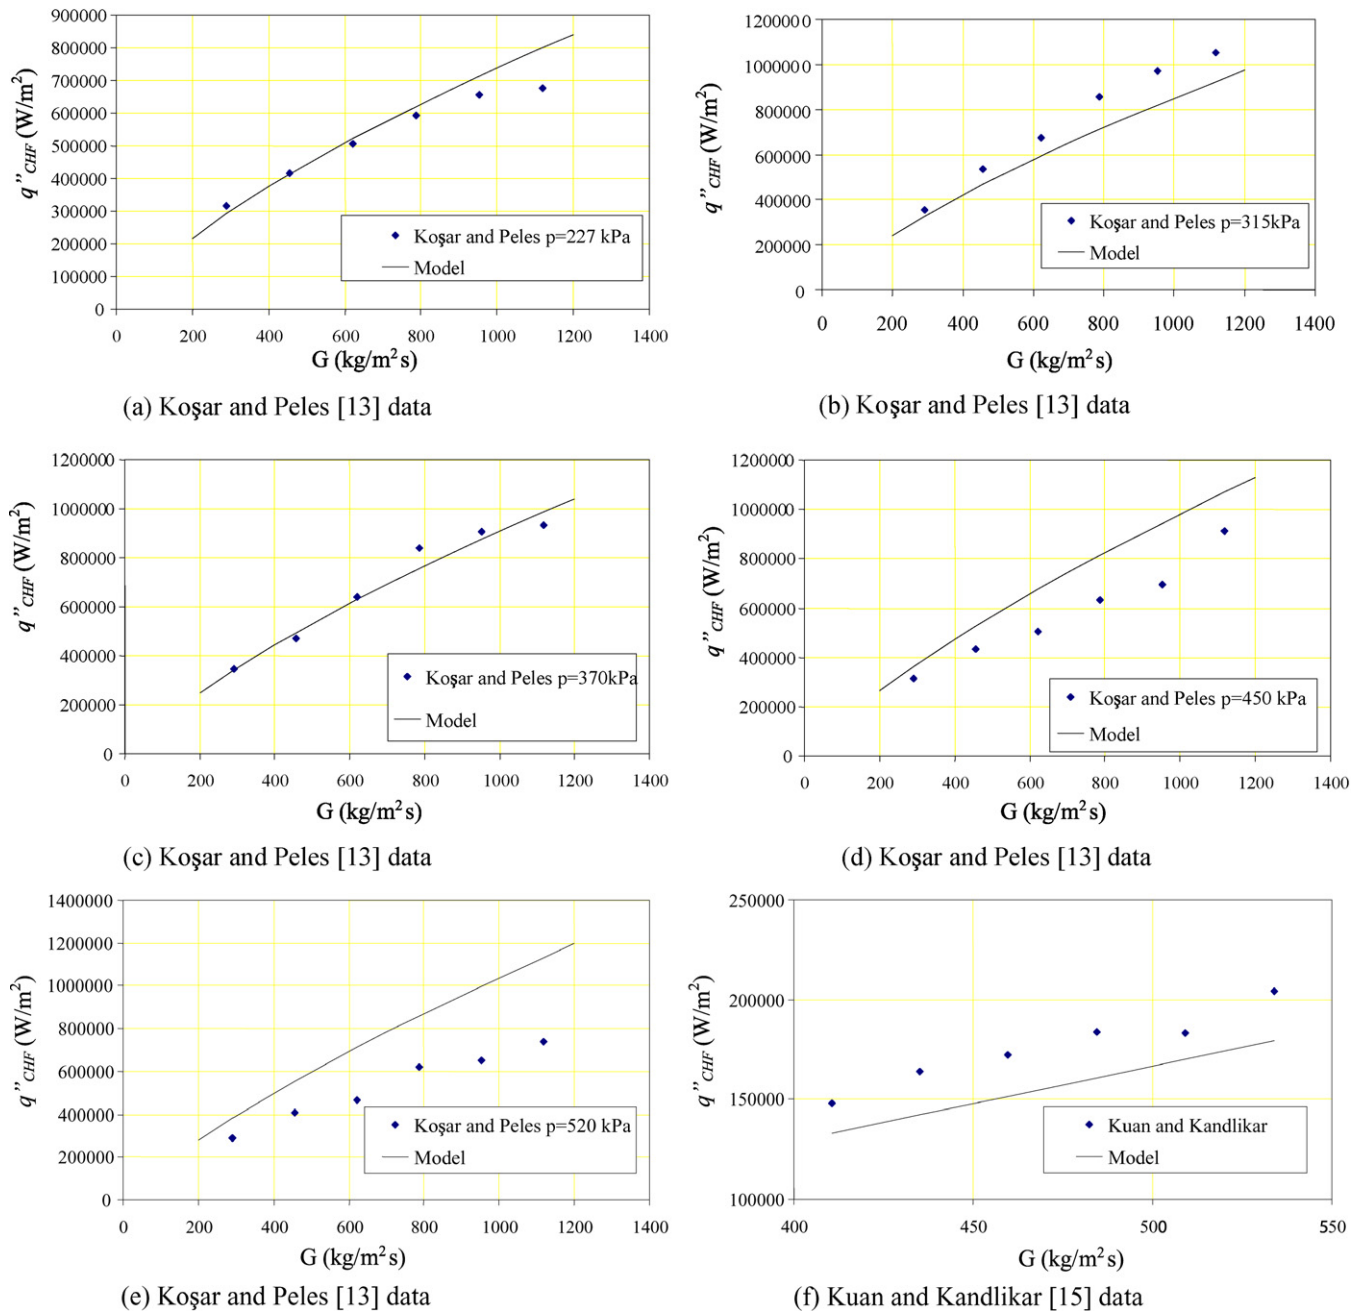 900000
800000
700000
600000
500000
400000
300000
200000
100000
0
q"CHF (W/m²)
Koşar and Peles p=227 kPa
Model
0 200 400 600 800 1000 1200 1400
G (kg/m²s)
(a) Koşar and Peles [13] data
1200000
1000000
800000
600000
400000
200000
0
q"CHF (W/m²)
Koşar and Peles p=315kPa
Model
0 200 400 600 800 1000 1200 1400
G (kg/m²s)
(b) Koşar and Peles [13] data
1200000
1000000
800000
600000
400000
200000
0
q"CHF (W/m²)
Koşar and Peles p=370kPa
Model
0 200 400 600 800 1000 1200 1400
G (kg/m²s)
(c) Koşar and Peles [13] data
1200000
1000000
800000
600000
400000
200000
0
q"CHF (W/m²)
Koşar and Peles p=450 kPa
Model
0 200 400 600 800 1000 1200 1400
G (kg/m²s)
(d) Koşar and Peles [13] data
1400000
1200000
1000000
800000
600000
400000
200000
0
q"CHF (W/m²)
Koşar and Peles p=520 kPa
Model
0 200 400 600 800 1000 1200 1400
G (kg/m²s)
(e) Koşar and Peles [13] data
250000
200000
150000
100000
q"CHF (W/m²)
Kuan and Kandlikar
Model
400 450 500 550
G (kg/m²s)
(f) Kuan and Kandlikar [15] data